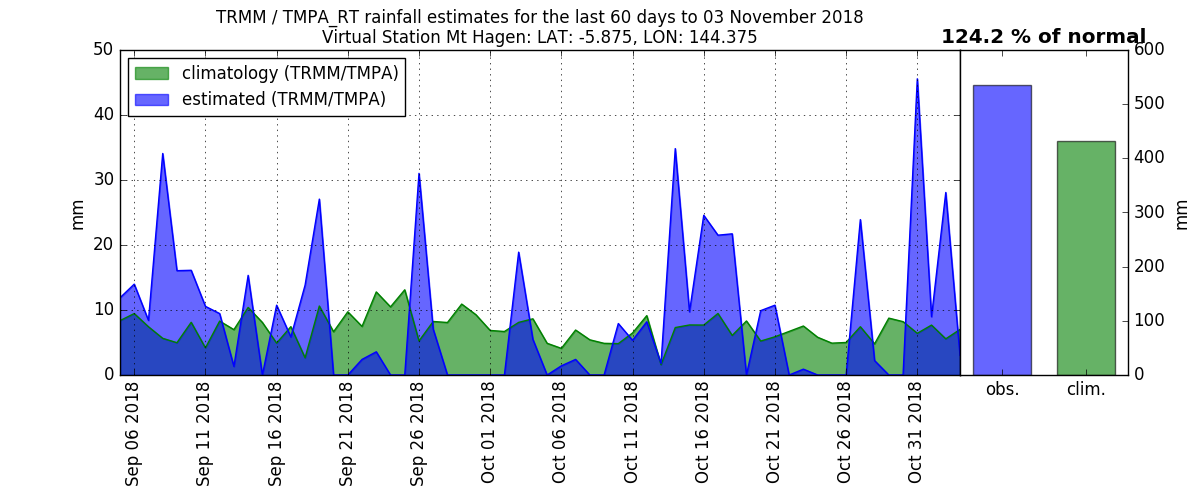 TRMM / TMPA_RT rainfall estimates for the last 60 days to 03 November 2018
Virtual Station Mt Hagen: LAT: -5.875, LON: 144.375
124.2 % of normal
climatology (TRMM/TMPA)
estimated (TRMM/TMPA)
50
40
30
20
10
0
mm
Sep 06 2018
Sep 11 2018
Sep 16 2018
Sep 21 2018
Sep 26 2018
Oct 01 2018
Oct 06 2018
Oct 11 2018
Oct 16 2018
Oct 21 2018
Oct 26 2018
Oct 31 2018
obs.
clim.
600
500
400
300
200
100
0
mm